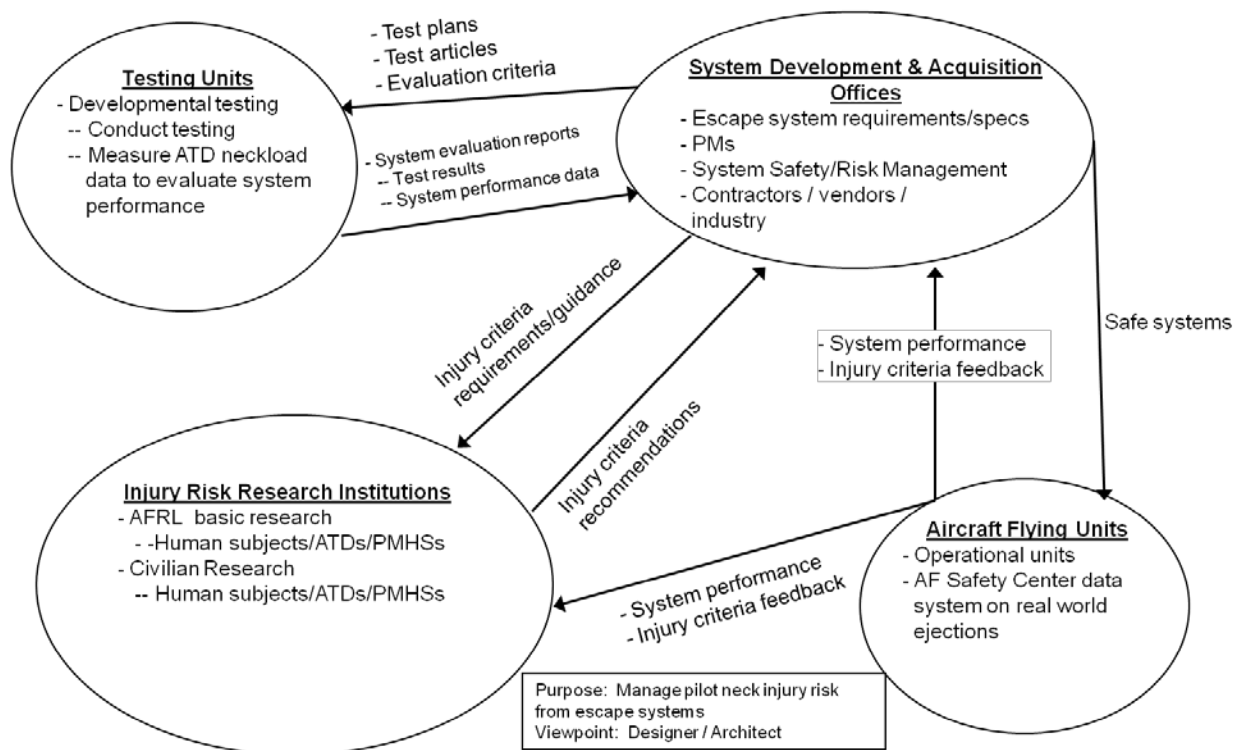 - Test plans
- Test articles
- Evaluation criteria
Testing Units
- Developmental testing
-- Conduct testing
-- Measure ATD neckload
data to evaluate system
performance
- System evaluation reports
-- Test results
-- System performance data
System Development & Acquisition
Offices
- Escape system requirements/specs
- PMs
- System Safety/Risk Management
- Contractors / vendors /
industry
Injury criteria
requirements/guidance
Injury criteria
recommendations
- System performance
- Injury criteria feedback
Safe systems
Injury Risk Research Institutions
- AFRL basic research
- -Human subjects/ATDs/PMHSs
- Civilian Research
-- Human subjects/ATDs/PMHSs
- System performance
- Injury criteria feedback
Aircraft Flying Units
- Operational units
- AF Safety Center data
system on real world
ejections
Purpose: Manage pilot neck injury risk
from escape systems
Viewpoint: Designer / Architect